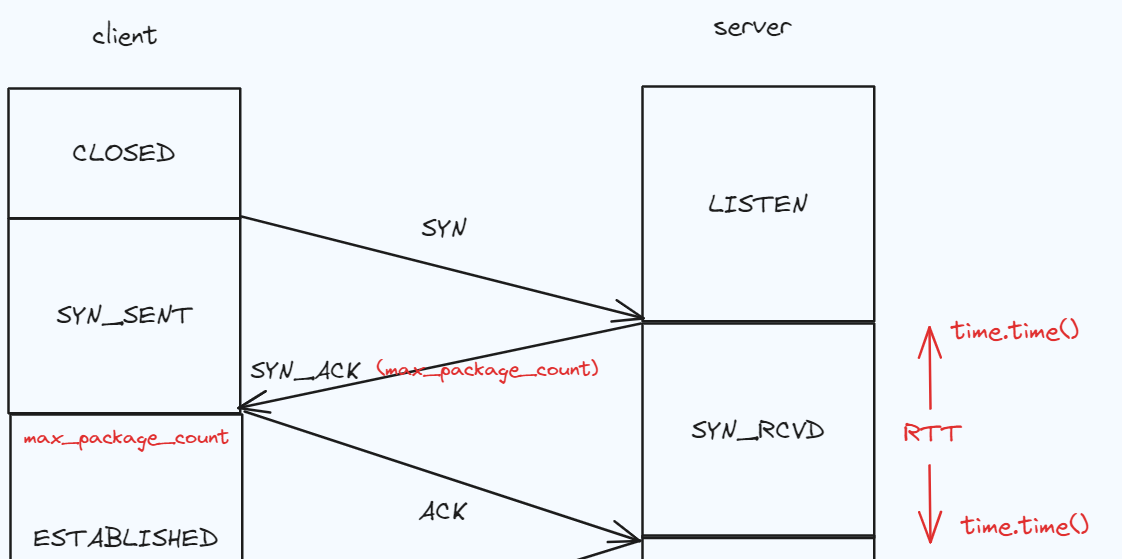 client
server
CLOSED
LISTEN
SYN
SYN_SENT
time.time()
SYN_ACK (max_package_count)
max_package_count
SYN_RCVD
RTT
ACK
time.time()
ESTABLISHED